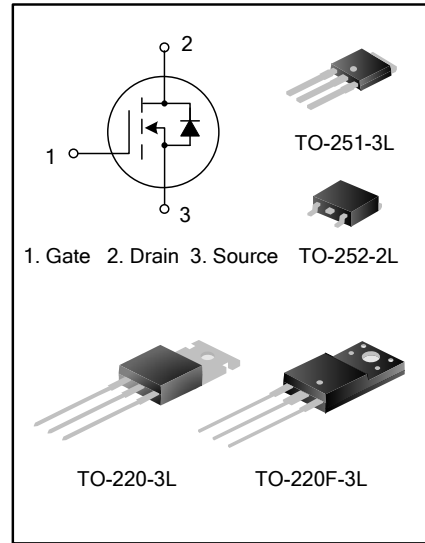 2
1
3
TO-251-3L
1. Gate 2. Drain 3. Source
TO-252-2L
TO-220-3L
TO-220F-3L